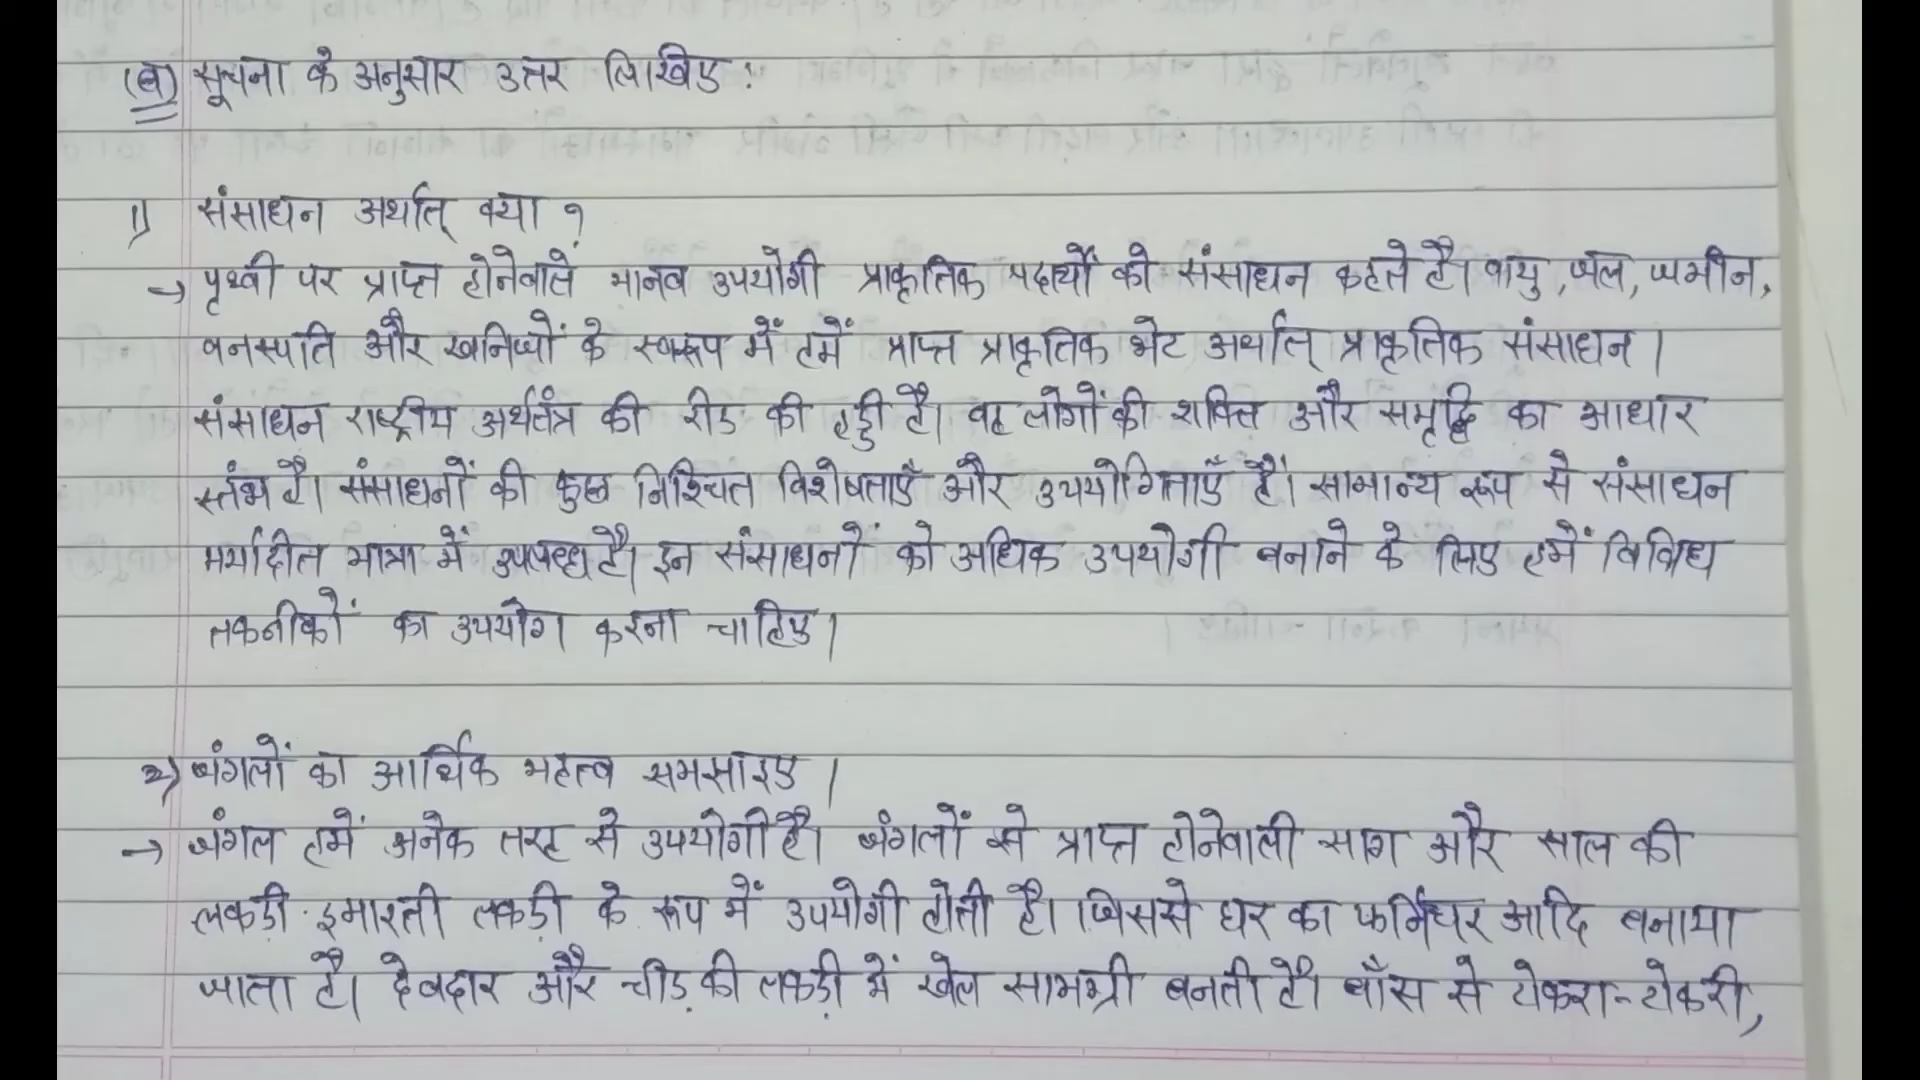 (ब) सूचना के अनुसार उत्तर लिखिए:
1) संसाधन अर्थात् क्या ?
→ पृथ्वी पर प्राप्त होनेवाले मानव उपयोगी प्राकृतिक पदार्थों को संसाधन कहते है। वायु, जल, जमीन,
वनस्पति और खनिजों के स्वरूप में हमें प्राप्त प्राकृतिक भेट अर्थात् प्राकृतिक संसाधन।
संसाधन राष्ट्रीय अर्थतंत्र की रीड़ की हड्डी है। वह लोगों की शक्ति और समृद्धि का आधार
स्तंभ है। संसाधनों की कुछ निश्चित विशेषताएँ और उपयोगिताएँ हैं। सामान्य रूप से संसाधन
मर्यादीत मात्रा में उपलब्ध है। इन संसाधनों को अधिक उपयोगी बनाने के लिए हमें विविध
तकनीकों का उपयोग करना चाहिए।
2) जंगलों का आर्थिक महत्व समझाइए।
→ जंगल हमें अनेक तरह से उपयोगी है। जंगलों से प्राप्त होनेवाली साग और साल की
लकड़ी इमारती लकड़ी के रूप में उपयोगी होती है। जिससे घर का फर्निचर आदि बनाया
जाता है। देवदार और चीड़ की लकड़ी में खेल सामग्री बनती है। बाँस से टोकरा-टोकरी,